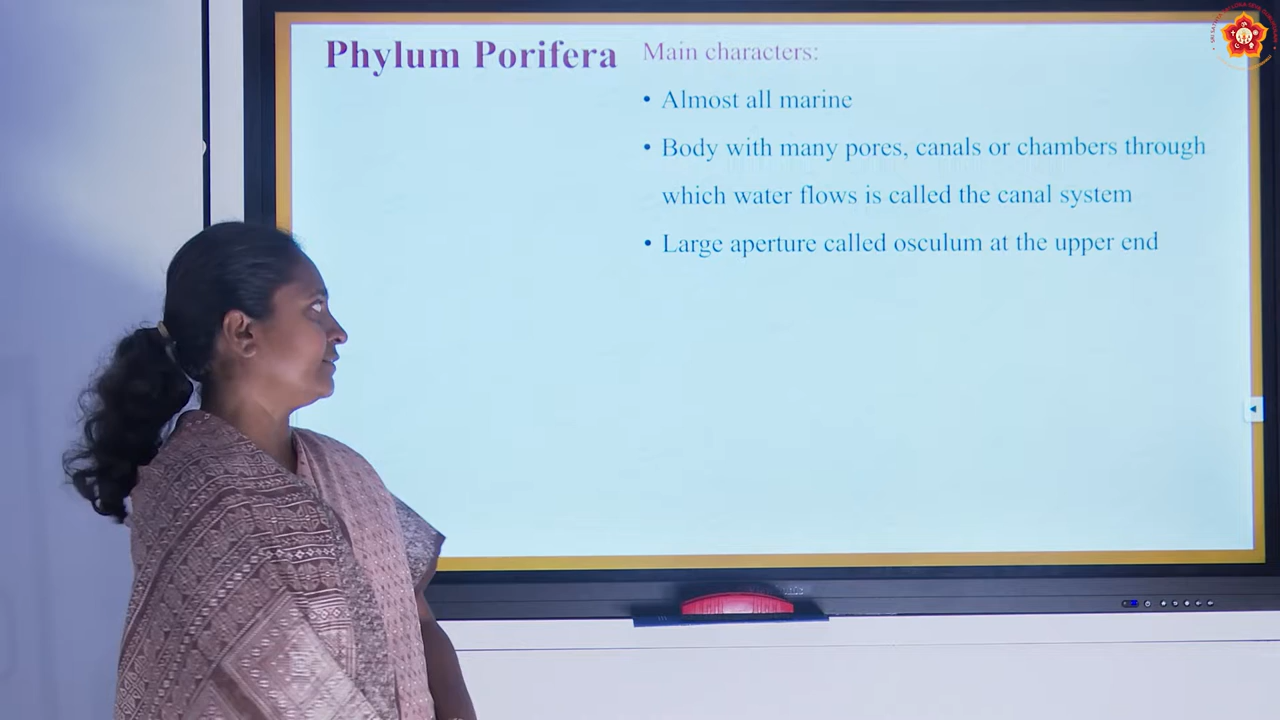 Phylum Porifera
Main characters:
• Almost all marine
• Body with many pores, canals or chambers through
which water flows is called the canal system
• Large aperture called osculum at the upper end